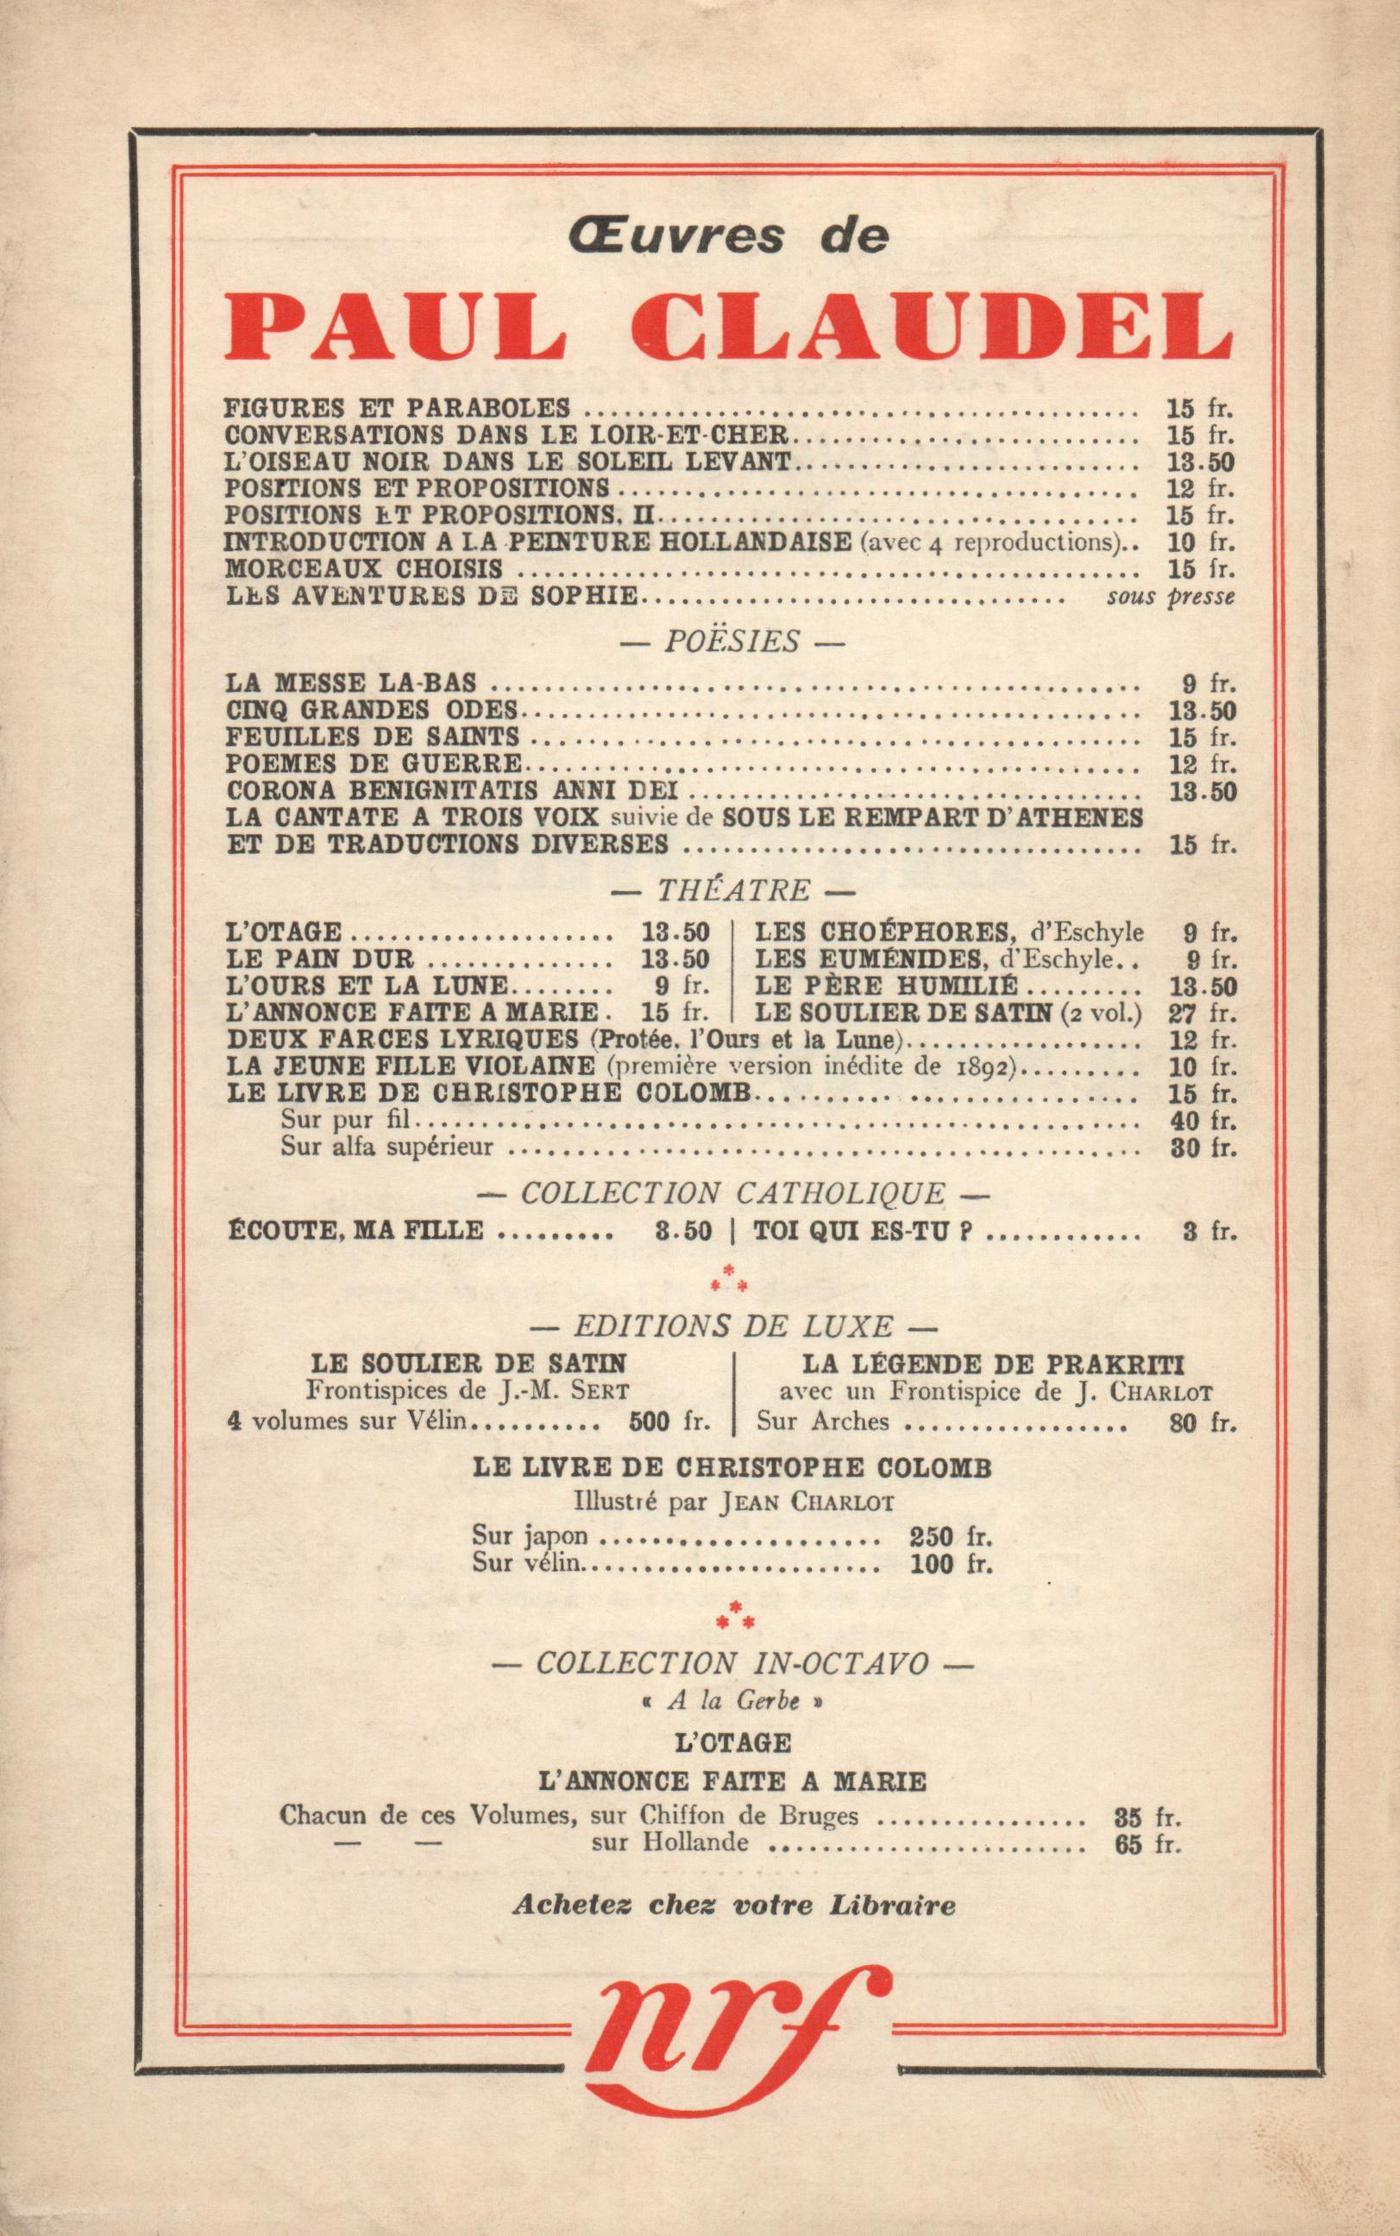 Œuvres de
PAUL CLAUDEL
FIGURES ET PARABOLES ........................................ 15 fr.
CONVERSATIONS DANS LE LOIR-ET-CHER......................... 15 fr.
L'OISEAU NOIR DANS LE SOLEIL LEVANT......................... 13.50
POSITIONS ET PROPOSITIONS ...................................... 12 fr.
POSITIONS ET PROPOSITIONS, II................................... 15 fr.
INTRODUCTION A LA PEINTURE HOLLANDAISE (avec 4 reproductions).. 10 fr.
MORCEAUX CHOISIS ............................................. 15 fr.
LES AVENTURES DE SOPHIE............................... sous presse
— POËSIES —
LA MESSE LA-BAS ............................................... 9 fr.
CINQ GRANDES ODES............................................. 13.50
FEUILLES DE SAINTS ............................................ 15 fr.
POEMES DE GUERRE............................................. 12 fr.
CORONA BENIGNITATIS ANNI DEI ................................. 13.50
LA CANTATE A TROIS VOIX suivie de SOUS LE REMPART D'ATHENES
ET DE TRADUCTIONS DIVERSES .................................. 15 fr.
— THÉATRE —
L'OTAGE .................... 13.50 | LES CHOÉPHORES, d'Eschyle 9 fr.
LE PAIN DUR .............. 13.50 | LES EUMÉNIDES, d'Eschyle.. 9 fr.
L'OURS ET LA LUNE........ 9 fr. | LE PÈRE HUMILIÉ ......... 13.50
L'ANNONCE FAITE A MARIE . 15 fr. | LE SOULIER DE SATIN (2 vol.) 27 fr.
DEUX FARCES LYRIQUES (Protée, l'Ours et la Lune).................. 12 fr.
LA JEUNE FILLE VIOLAINE (première version inédite de 1892)......... 10 fr.
LE LIVRE DE CHRISTOPHE COLOMB............................ 15 fr.
Sur pur fil...................................................... 40 fr.
Sur alfa supérieur ............................................... 30 fr.
— COLLECTION CATHOLIQUE —
ÉCOUTE, MA FILLE ......... 3.50 | TOI QUI ES-TU ? ............ 3 fr.
***
— EDITIONS DE LUXE —
LE SOULIER DE SATIN
Frontispices de J.-M. SERT
4 volumes sur Vélin.......... 500 fr.
LA LÉGENDE DE PRAKRITI
avec un Frontispice de J. CHARLOT
Sur Arches ................. 80 fr.
LE LIVRE DE CHRISTOPHE COLOMB
Illustré par JEAN CHARLOT
Sur japon ..................... 250 fr.
Sur vélin....................... 100 fr.
***
— COLLECTION IN-OCTAVO —
« A la Gerbe »
L'OTAGE
L'ANNONCE FAITE A MARIE
Chacun de ces Volumes, sur Chiffon de Bruges ................ 35 fr.
— — sur Hollande ........................ 65 fr.
Achetez chez votre Libraire
nrf